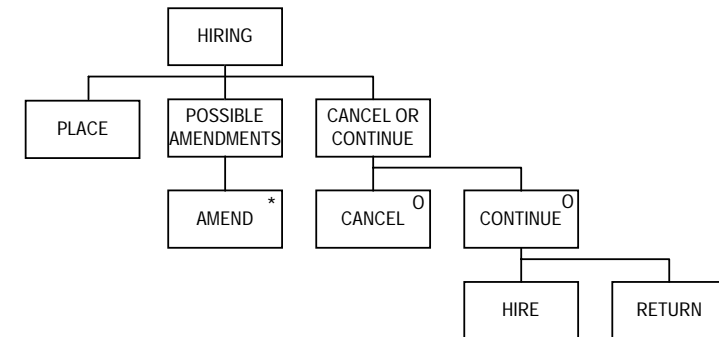 HIRING
PLACE
POSSIBLE
AMENDMENTS
CANCEL OR
CONTINUE
AMEND *
CANCEL O
CONTINUE O
HIRE
RETURN